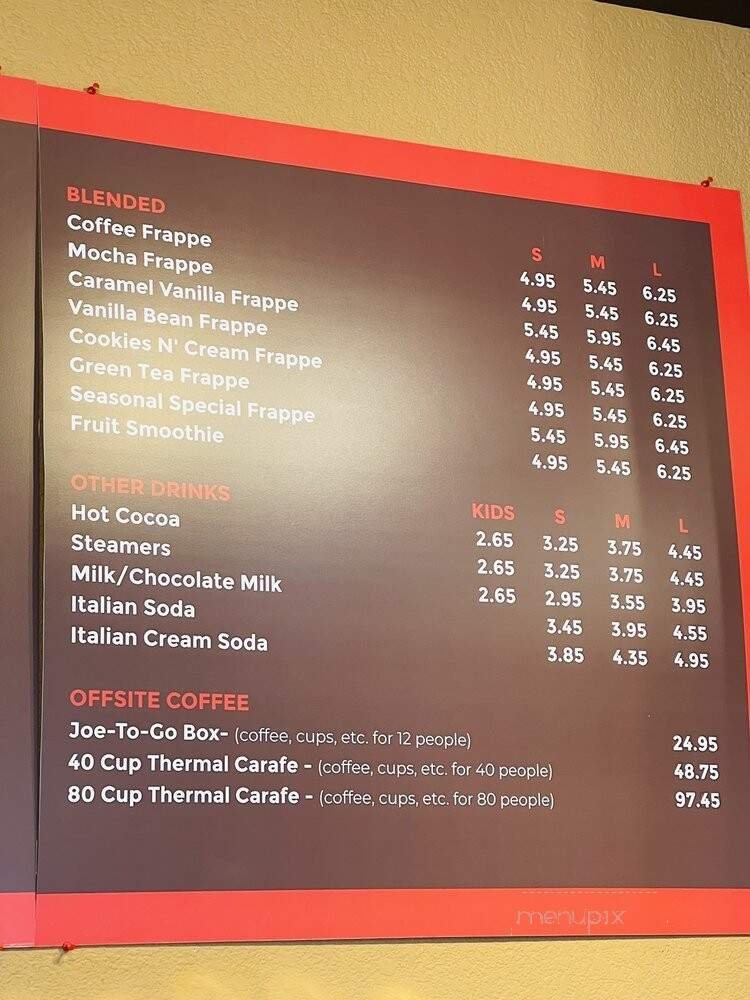 BLENDED S M L
Coffee Frappe 4.95 5.45 6.25
Mocha Frappe 4.95 5.45 6.25
Caramel Vanilla Frappe 5.45 5.95 6.45
Vanilla Bean Frappe 4.95 5.45 6.25
Cookies N' Cream Frappe 4.95 5.45 6.25
Green Tea Frappe 4.95 5.45 6.25
Seasonal Special Frappe 5.45 5.95 6.45
Fruit Smoothie 4.95 5.45 6.25
OTHER DRINKS KIDS S M L
Hot Cocoa 2.65 3.25 3.75 4.45
Steamers 2.65 3.25 3.75 4.45
Milk/Chocolate Milk 2.65 2.95 3.55 3.95
Italian Soda 3.45 3.95 4.55
Italian Cream Soda 3.85 4.35 4.95
OFFSITE COFFEE
Joe-To-Go Box- (coffee, cups, etc. for 12 people) 24.95
40 Cup Thermal Carafe - (coffee, cups, etc. for 40 people) 48.75
80 Cup Thermal Carafe - (coffee, cups, etc. for 80 people) 97.45
menupix